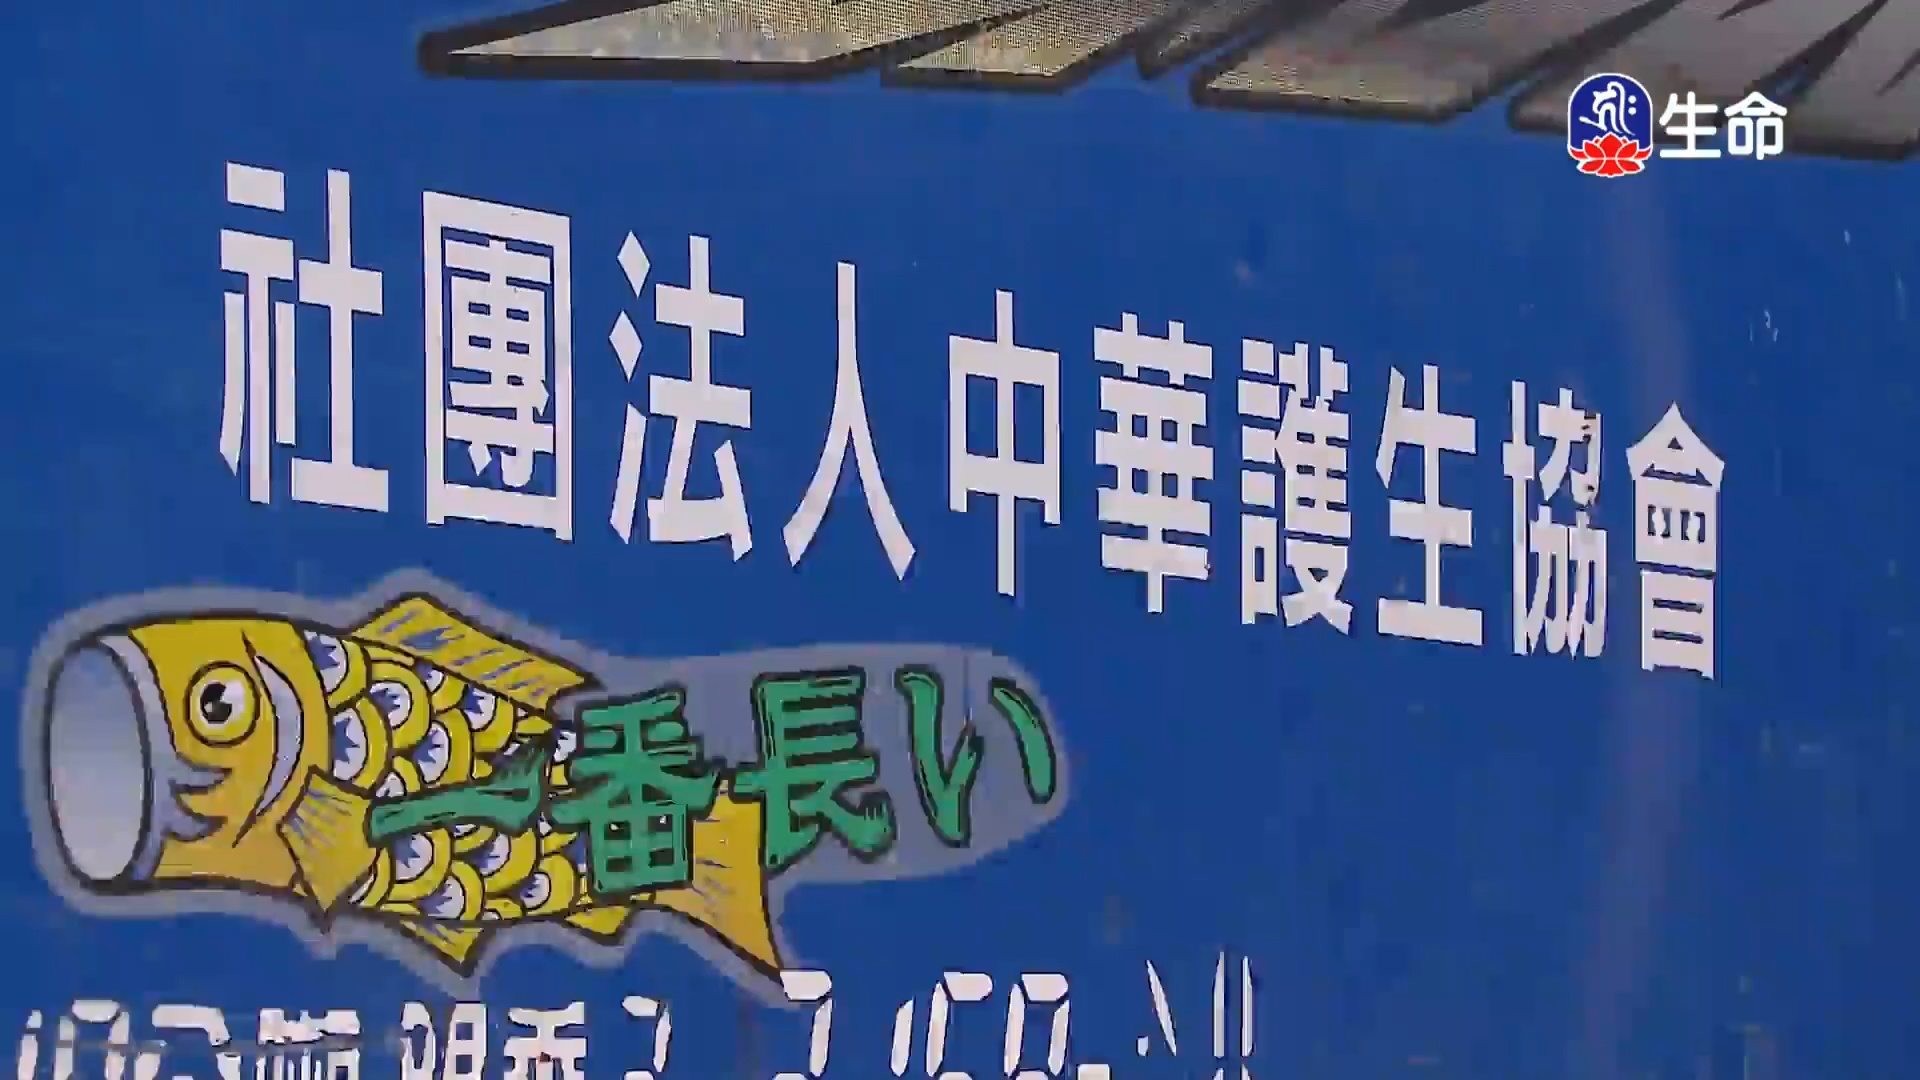 生命
社團法人中華護生協會
一番長い